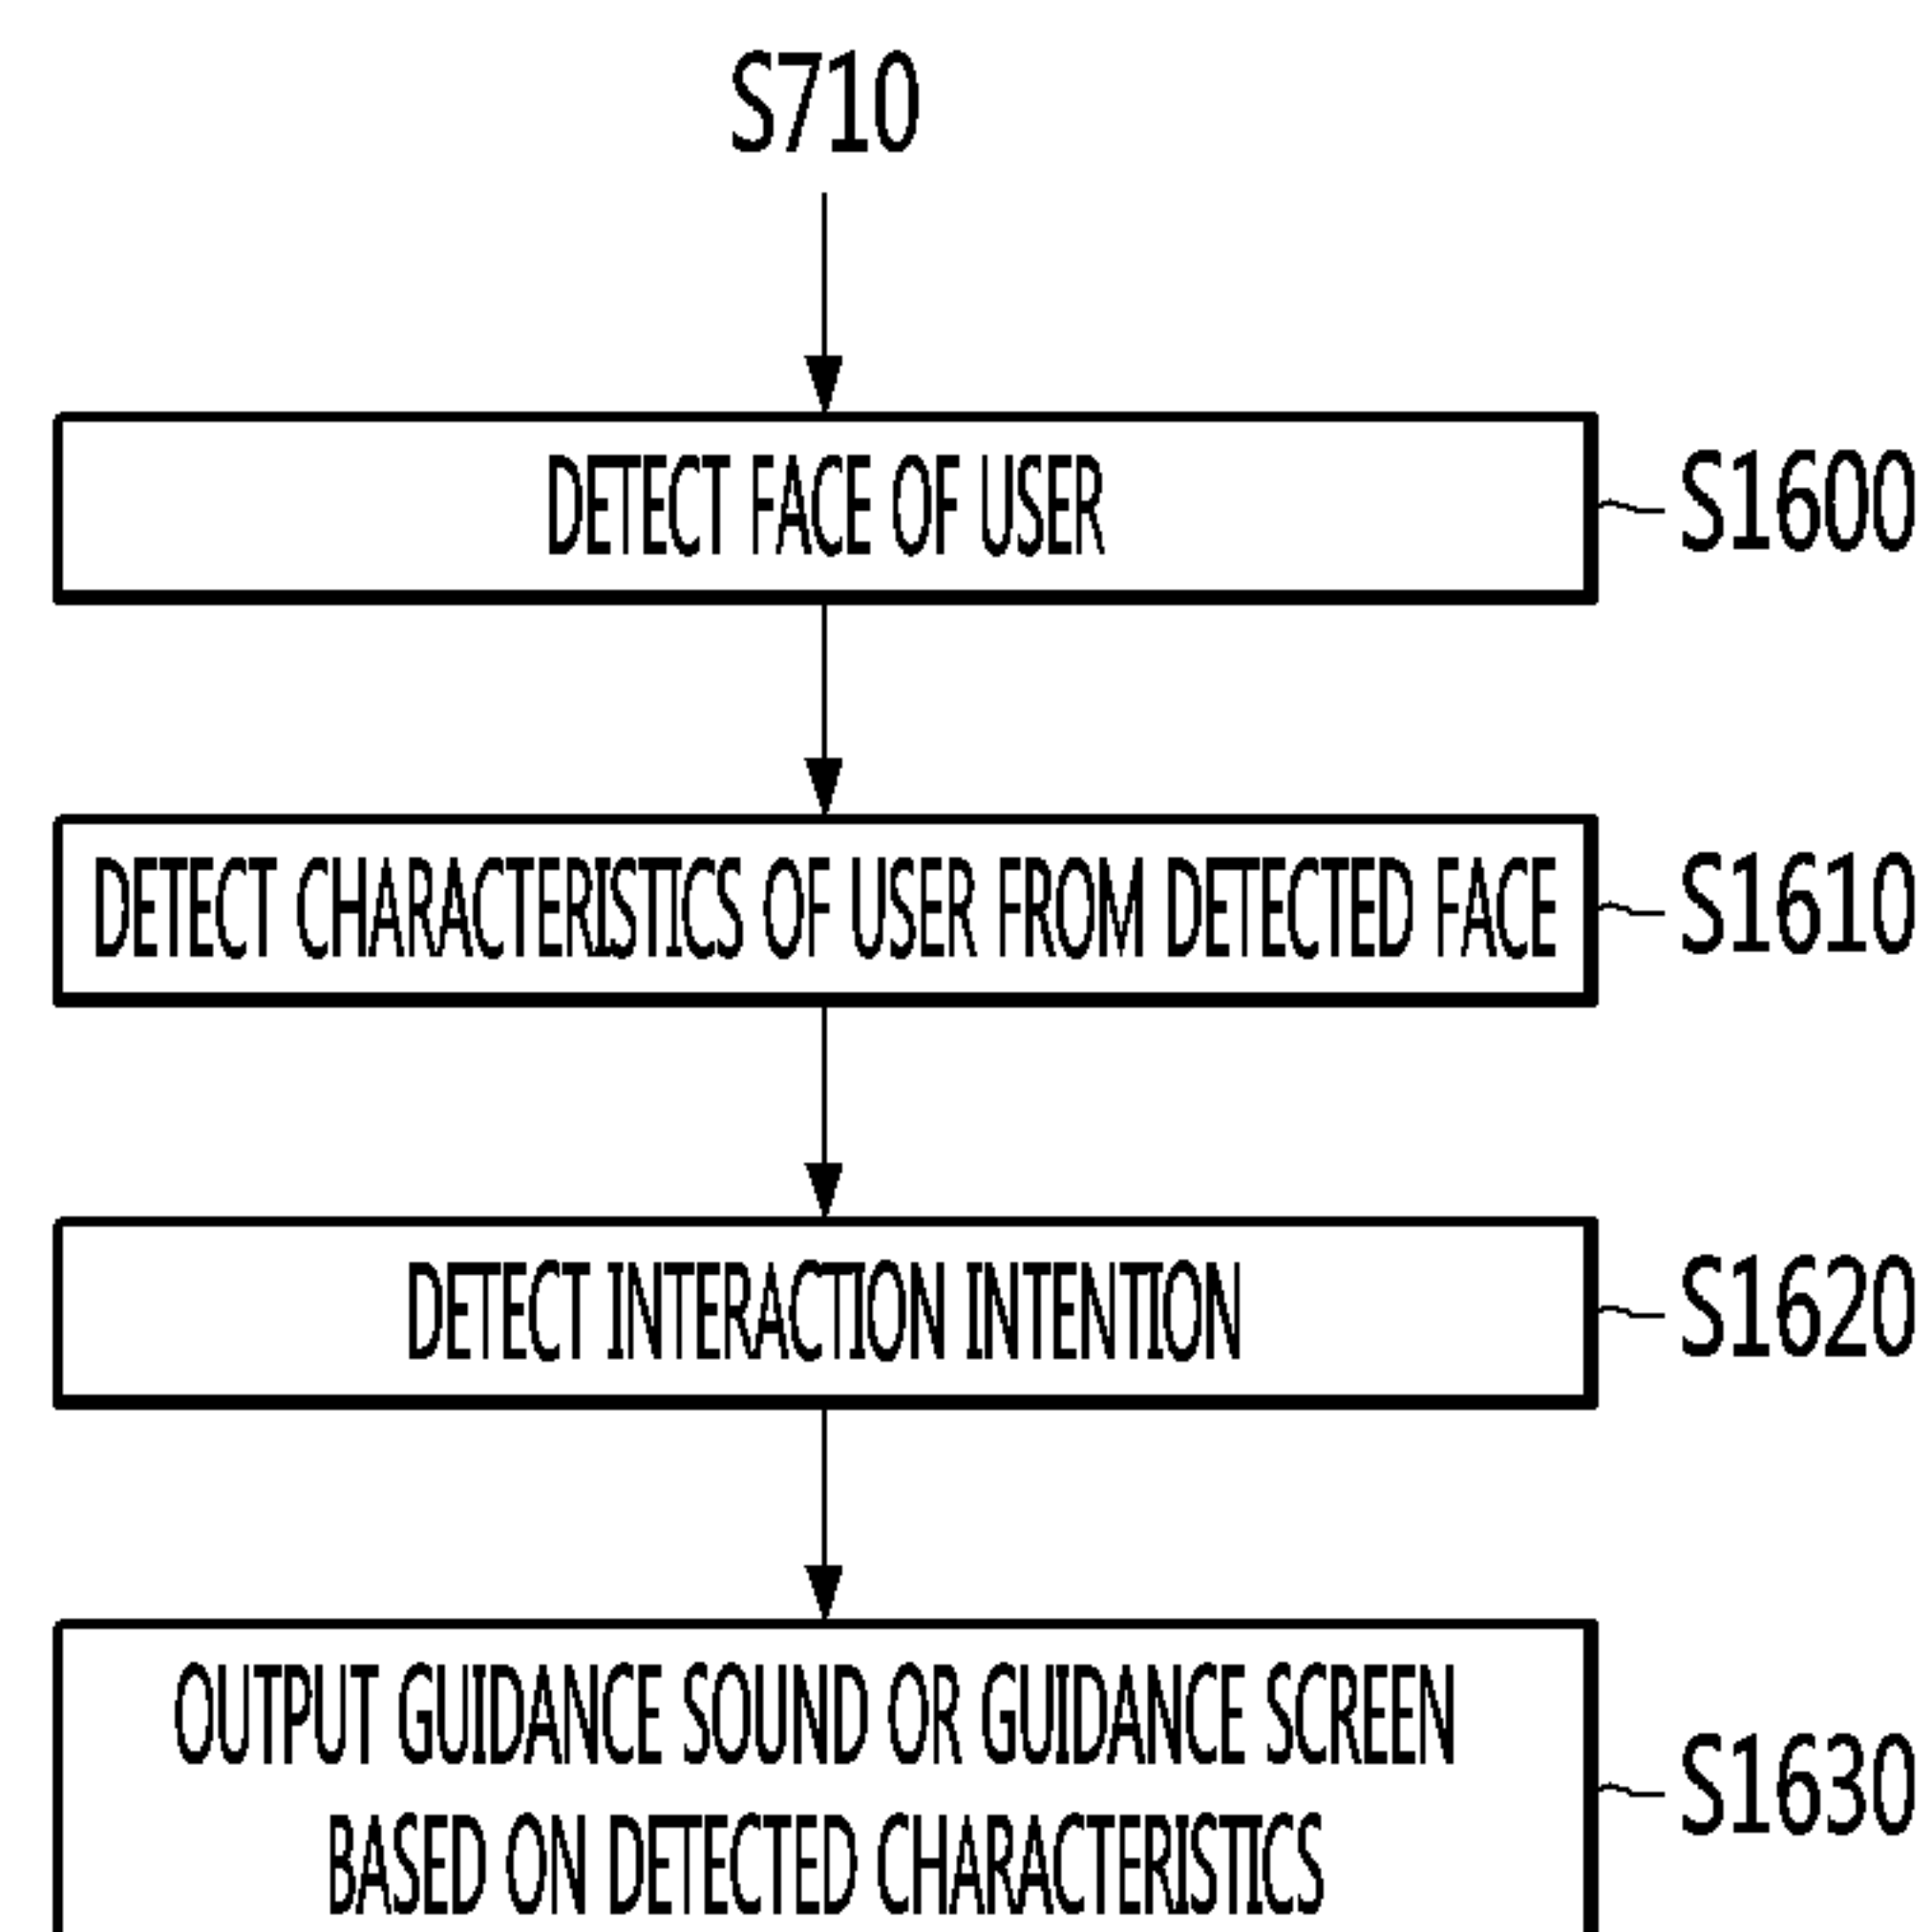 S710
DETECT FACE OF USER
S1600
DETECT CHARACTERISTICS OF USER FROM DETECTED FACE
S1610
DETECT INTERACTION INTENTION
S1620
OUTPUT GUIDANCE SOUND OR GUIDANCE SCREEN
BASED ON DETECTED CHARACTERISTICS
S1630